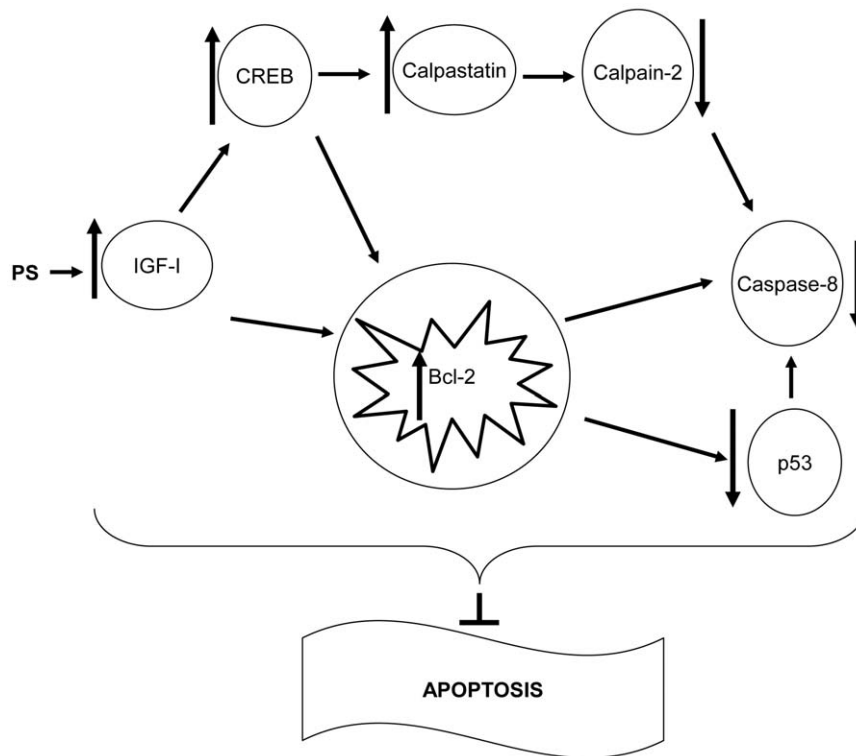 CREB
Calpastatin
Calpain-2
PS
IGF-I
Caspase-8
Bcl-2
p53
APOPTOSIS